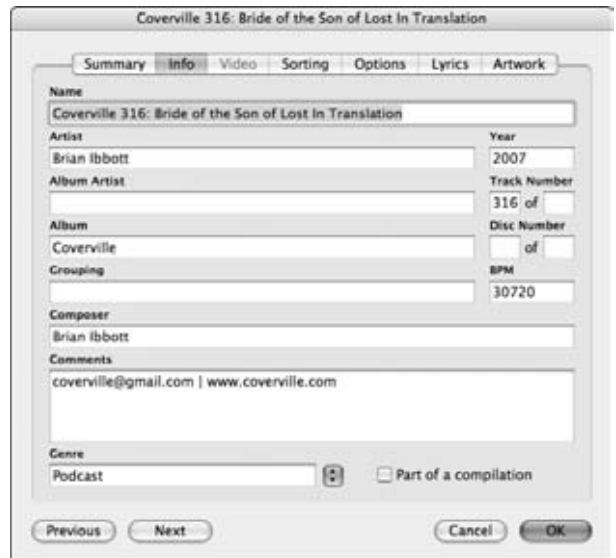 Coverville 316: Bride of the Son of Lost In Translation
Summary Info Video Sorting Options Lyrics Artwork
Name
Coverville 316: Bride of the Son of Lost In Translation
Artist Year
Brian Ibbott 2007
Album Artist Track Number
316 of
Album Disc Number
Coverville of
Grouping BPM
30720
Composer
Brian Ibbott
Comments
coverville@gmail.com | www.coverville.com
Genre
Podcast Part of a compilation
Previous Next Cancel OK